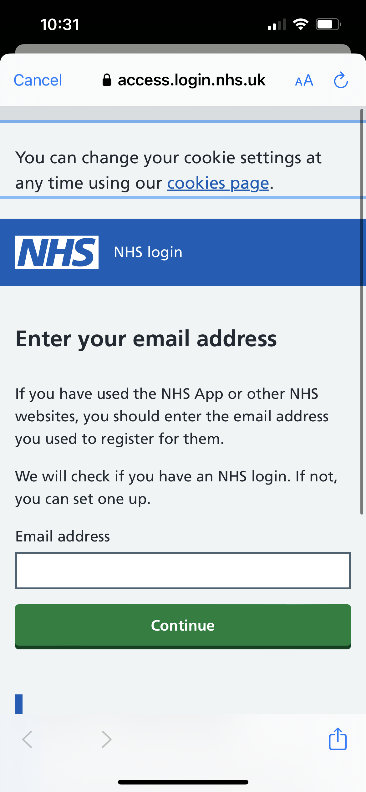 10:31
Cancel
access.login.nhs.uk
AA
You can change your cookie settings at
any time using our cookies page.
NHS
NHS login
Enter your email address
If you have used the NHS App or other NHS
websites, you should enter the email address
you used to register for them.
We will check if you have an NHS login. If not,
you can set one up.
Email address
Continue